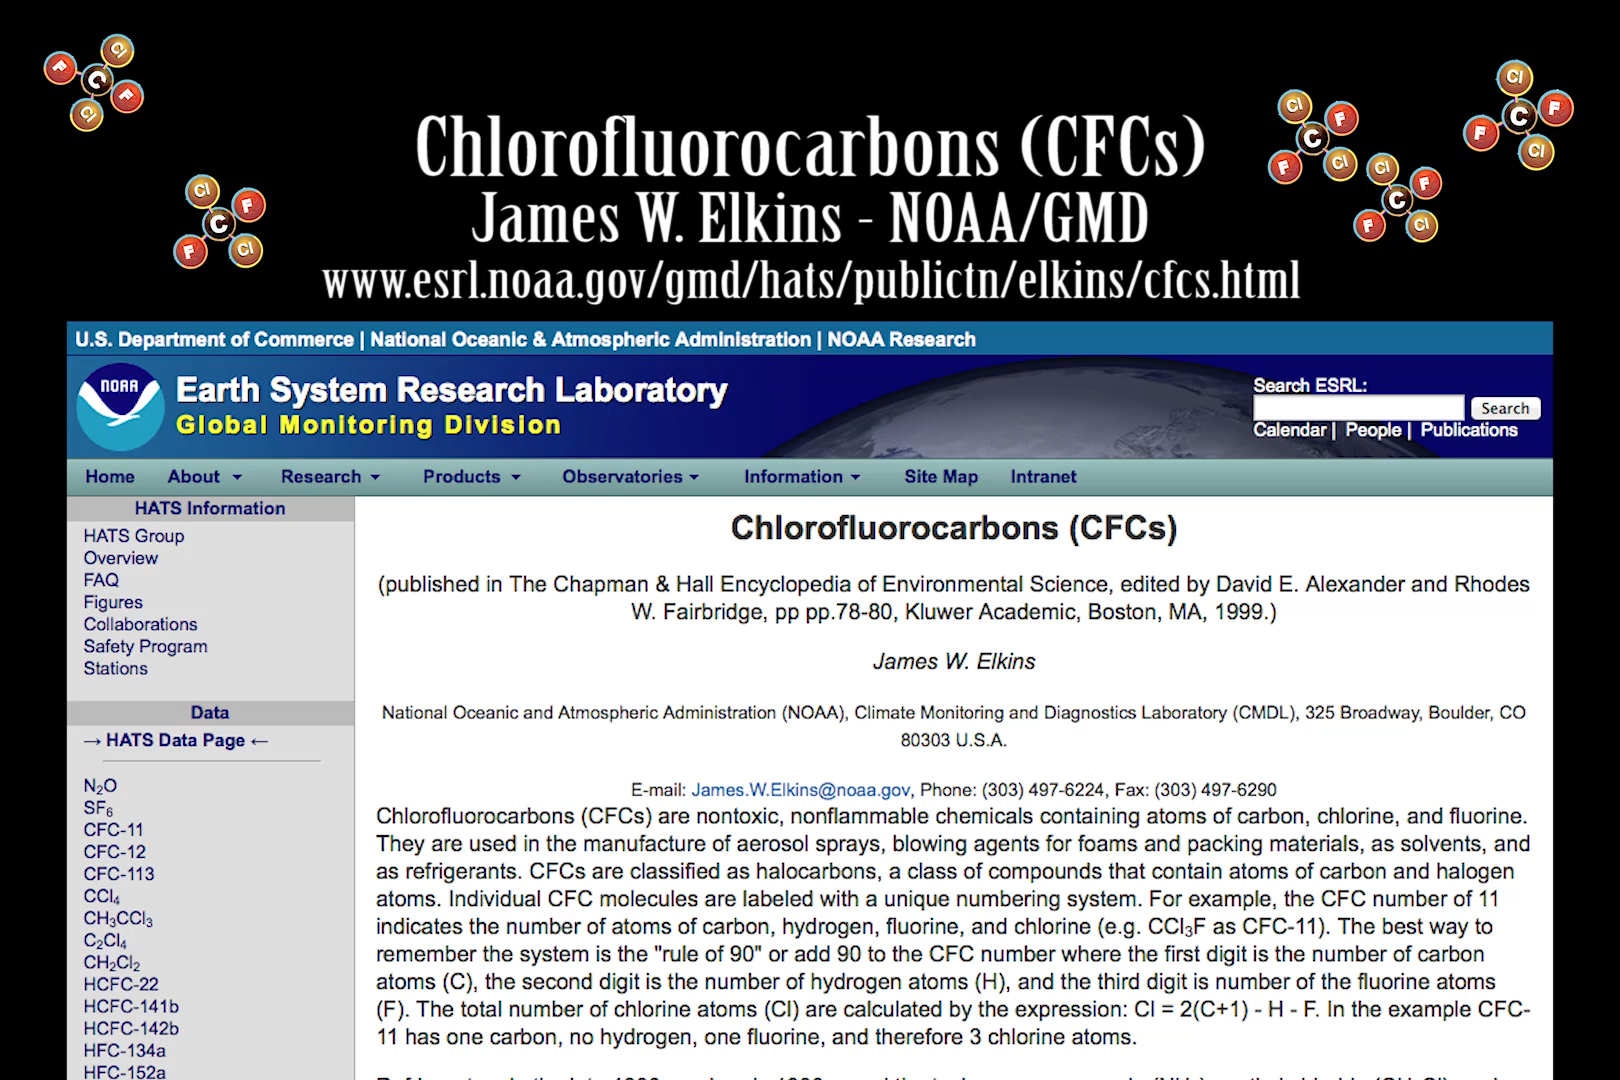 Chlorofluorocarbons (CFCs)
James W. Elkins - NOAA/GMD
www.esrl.noaa.gov/gmd/hats/publictn/elkins/cfcs.html
Cl
F
C
F
Cl
Cl
F
C
F
Cl
Cl
F
C
F
Cl
Cl
F
C
F
Cl
Cl
F
C
F
Cl
U.S. Department of Commerce | National Oceanic & Atmospheric Administration | NOAA Research
NOAA
Earth System Research Laboratory
Global Monitoring Division
Search ESRL:
Search
Calendar | People | Publications
Home About Research Products Observatories Information Site Map Intranet
HATS Information
HATS Group
Overview
FAQ
Figures
Collaborations
Safety Program
Stations
Data
→ HATS Data Page ←
N₂O
SF₆
CFC-11
CFC-12
CFC-113
CCl₄
CH₃CCl₃
C₂Cl₄
CH₂Cl₂
HCFC-22
HCFC-141b
HCFC-142b
HFC-134a
HFC-152a
Chlorofluorocarbons (CFCs)
(published in The Chapman & Hall Encyclopedia of Environmental Science, edited by David E. Alexander and Rhodes
W. Fairbridge, pp pp.78-80, Kluwer Academic, Boston, MA, 1999.)
James W. Elkins
National Oceanic and Atmospheric Administration (NOAA), Climate Monitoring and Diagnostics Laboratory (CMDL), 325 Broadway, Boulder, CO
80303 U.S.A.
E-mail: James.W.Elkins@noaa.gov, Phone: (303) 497-6224, Fax: (303) 497-6290
Chlorofluorocarbons (CFCs) are nontoxic, nonflammable chemicals containing atoms of carbon, chlorine, and fluorine.
They are used in the manufacture of aerosol sprays, blowing agents for foams and packing materials, as solvents, and
as refrigerants. CFCs are classified as halocarbons, a class of compounds that contain atoms of carbon and halogen
atoms. Individual CFC molecules are labeled with a unique numbering system. For example, the CFC number of 11
indicates the number of atoms of carbon, hydrogen, fluorine, and chlorine (e.g. CCl₃F as CFC-11). The best way to
remember the system is the "rule of 90" or add 90 to the CFC number where the first digit is the number of carbon
atoms (C), the second digit is the number of hydrogen atoms (H), and the third digit is number of the fluorine atoms
(F). The total number of chlorine atoms (Cl) are calculated by the expression: Cl = 2(C+1) - H - F. In the example CFC-
11 has one carbon, no hydrogen, one fluorine, and therefore 3 chlorine atoms.